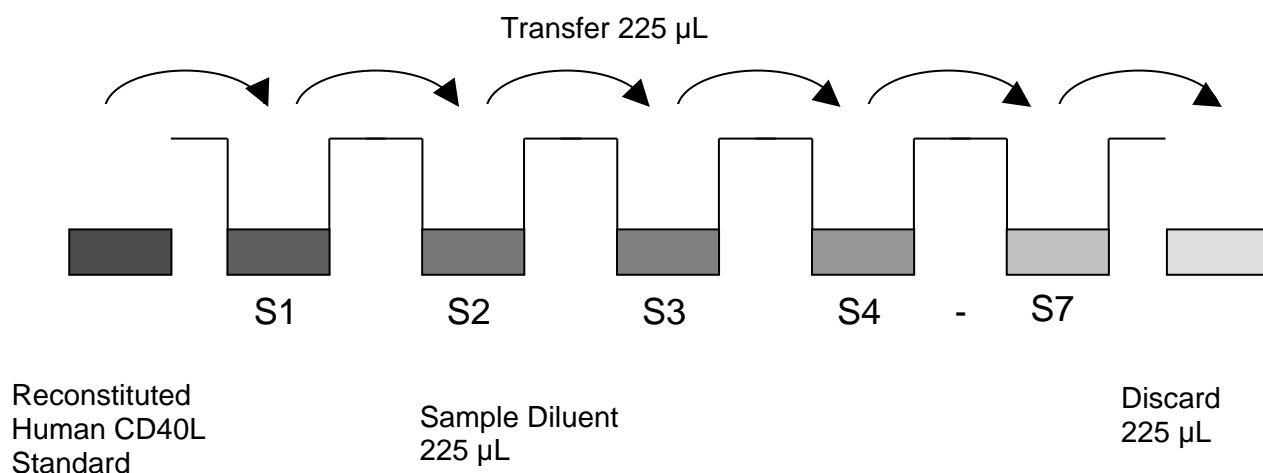 Transfer 225 µL
S1 S2 S3 S4 - S7
Reconstituted
Human CD40L
Standard
Sample Diluent
225 µL
Discard
225 µL